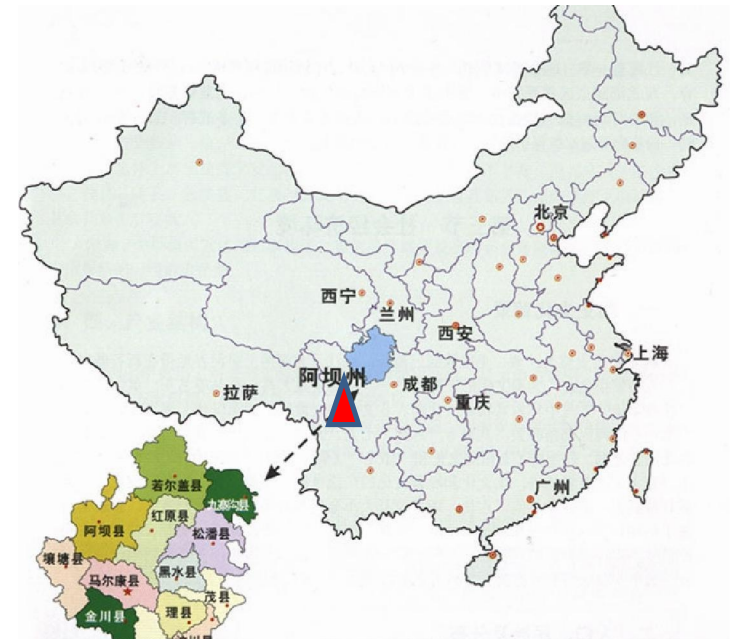 北京
西宁
兰州
西安
上海
阿坝州
成都
拉萨
重庆
广州
若尔盖县
九寨沟县
红原县
阿坝县
松潘县
壤塘县
黑水县
马尔康县
茂县
理县
金川县